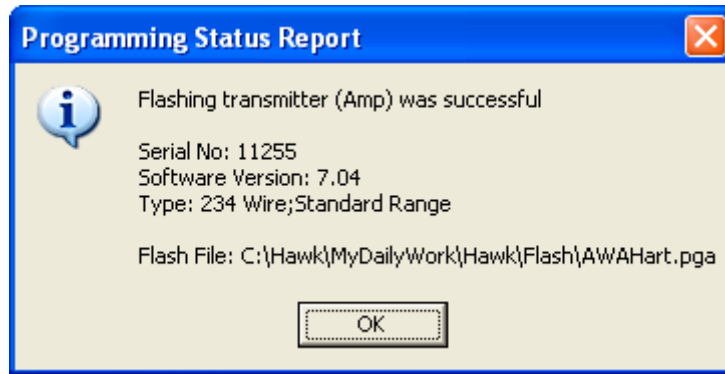 Programming Status Report
Flashing transmitter (Amp) was successful
Serial No: 11255
Software Version: 7.04
Type: 234 Wire;Standard Range
Flash File: C:\Hawk\MyDailyWork\Hawk\Flash\AWAHart.pga
OK